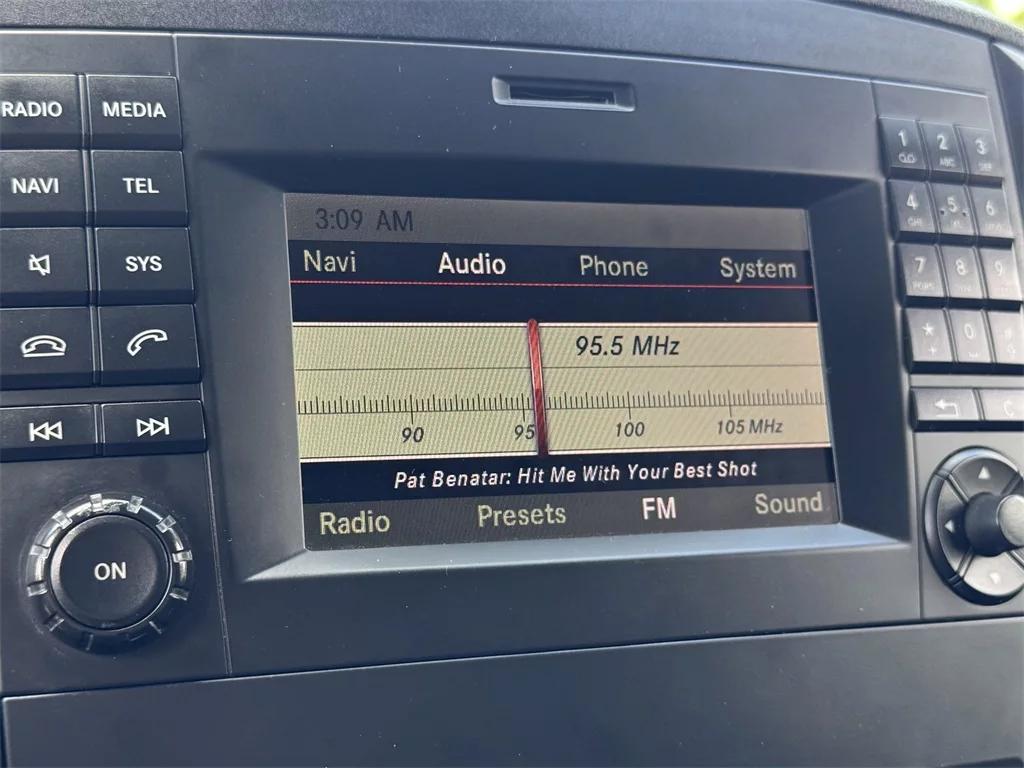 RADIO MEDIA
NAVI TEL
SYS
ON
3:09 AM
Navi Audio Phone System
95.5 MHz
90 95 100 105 MHz
Pat Benatar: Hit Me With Your Best Shot
Radio Presets FM Sound
1 2 3
ABC
4 5 6
7 8 9
PQRS
* 0
+
C